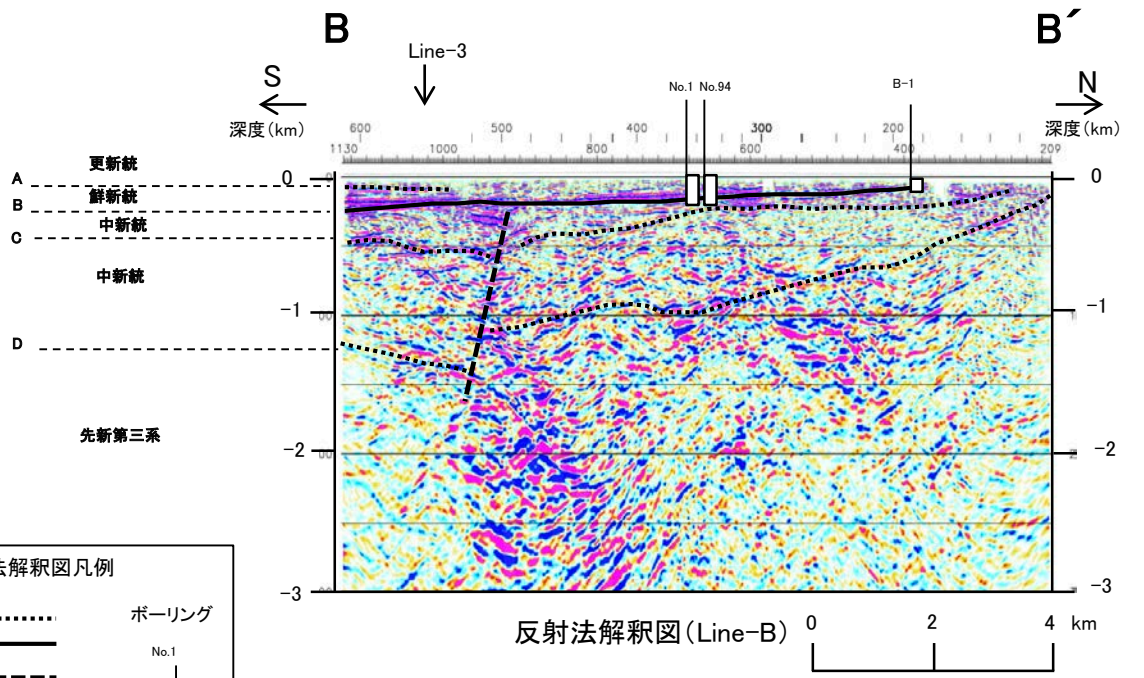 B B´
Line-3
S No.1 No.94 B-1 N
深度(km) 深度(km)
600 500 400 300 200
1130 1000 800 600 400 209
更新統
A 0 0
鮮新統
B
中新統
C
中新統
-1 -1
D
先新第三系
-2 -2
-3 -3
法解釈図凡例
ボーリング
No.1
反射法解釈図(Line-B) 0 2 4 km